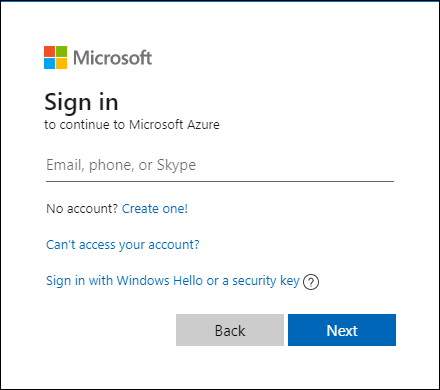 Microsoft
Sign in
to continue to Microsoft Azure
Email, phone, or Skype
No account? Create one!
Can't access your account?
Sign in with Windows Hello or a security key ?
Back
Next